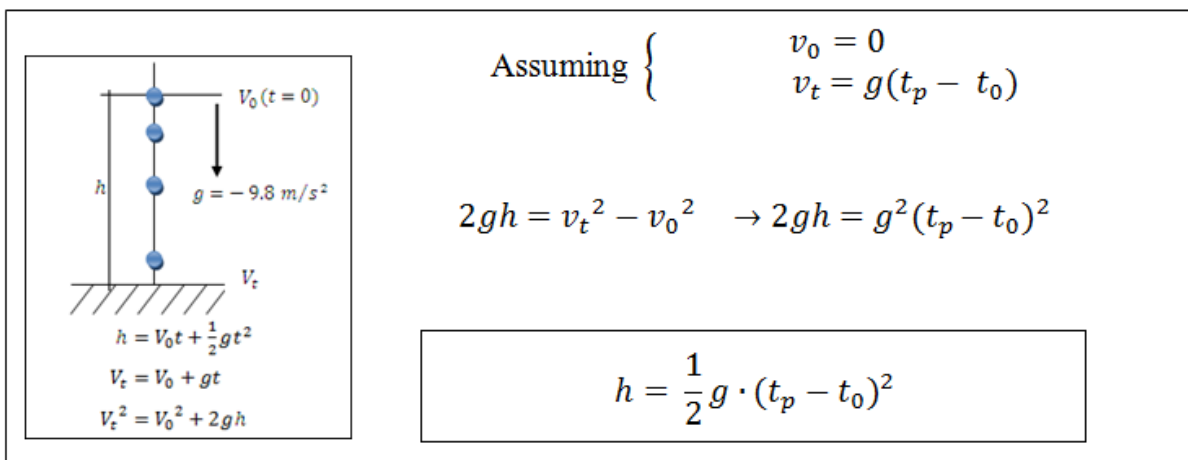 V₀(t = 0)
h
g = − 9.8 m/s²
Vₜ
h = V₀t + ½gt²
Vₜ = V₀ + gt
Vₜ² = V₀² + 2gh
Assuming { v₀ = 0
vₜ = g(tₚ − t₀)
2gh = vₜ² − v₀² → 2gh = g²(tₚ − t₀)²
h = ½ g · (tₚ − t₀)²